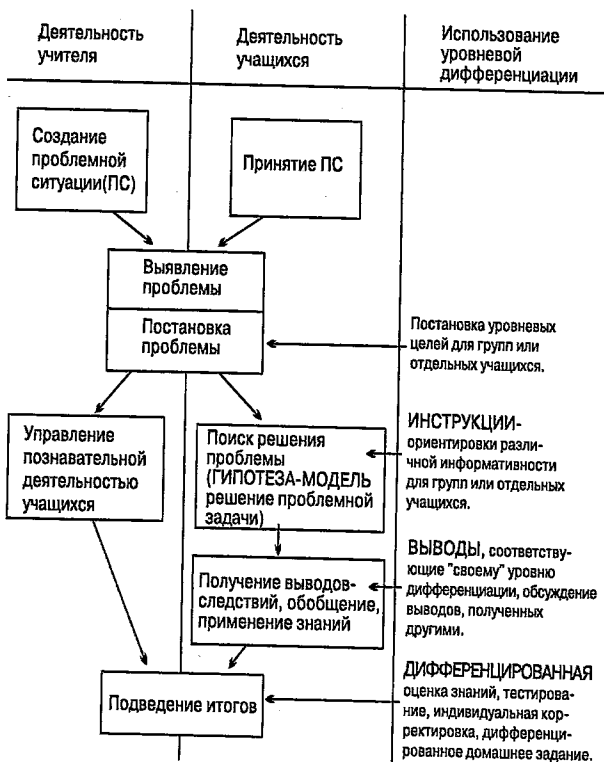 Деятельность
учителя
Деятельность
учащихся
Использование
уровневой
дифференциации
Создание
проблемной
ситуации(ПС)
Принятие ПС
Выявление
проблемы
Постановка
проблемы
Постановка уровневых
целей для групп или
отдельных учащихся.
Управление
познавательной
деятельностью
учащихся
Поиск решения
проблемы
(ГИПОТЕЗА-МОДЕЛЬ
решение проблемной
задачи)
ИНСТРУКЦИИ-
ориентировки разли-
чной информативности
для групп или отдельных
учащихся.
Получение выводов-
следствий, обобщение,
применение знаний
ВЫВОДЫ, соответству-
ющие "своему" уровню
дифференциации, обсуждение
выводов, полученных
другими.
Подведение итогов
ДИФФЕРЕНЦИРОВАННАЯ
оценка знаний, тестирова-
ние, индивидуальная кор-
ректировка, дифференци-
рованное домашнее задание.